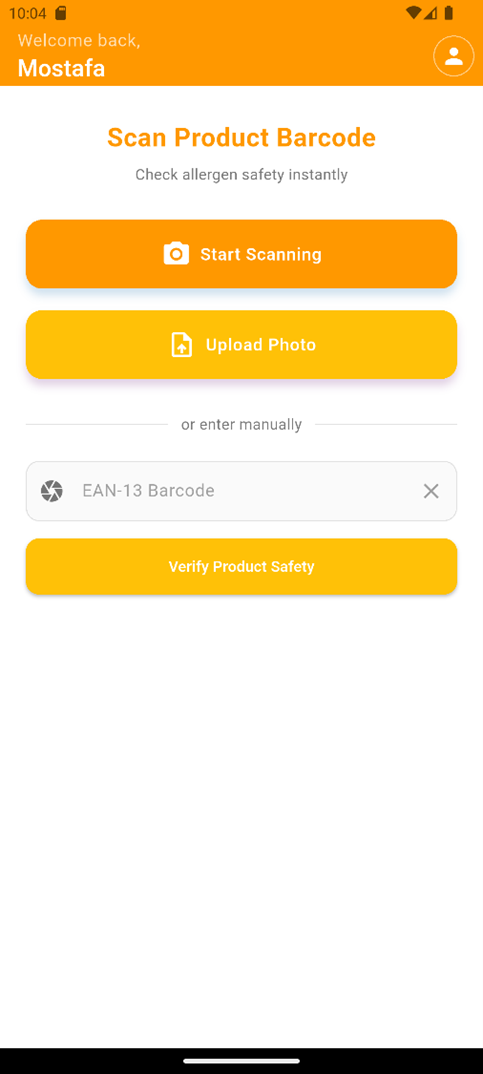 10:04
Welcome back,
Mostafa
Scan Product Barcode
Check allergen safety instantly
Start Scanning
Upload Photo
or enter manually
EAN-13 Barcode
Verify Product Safety